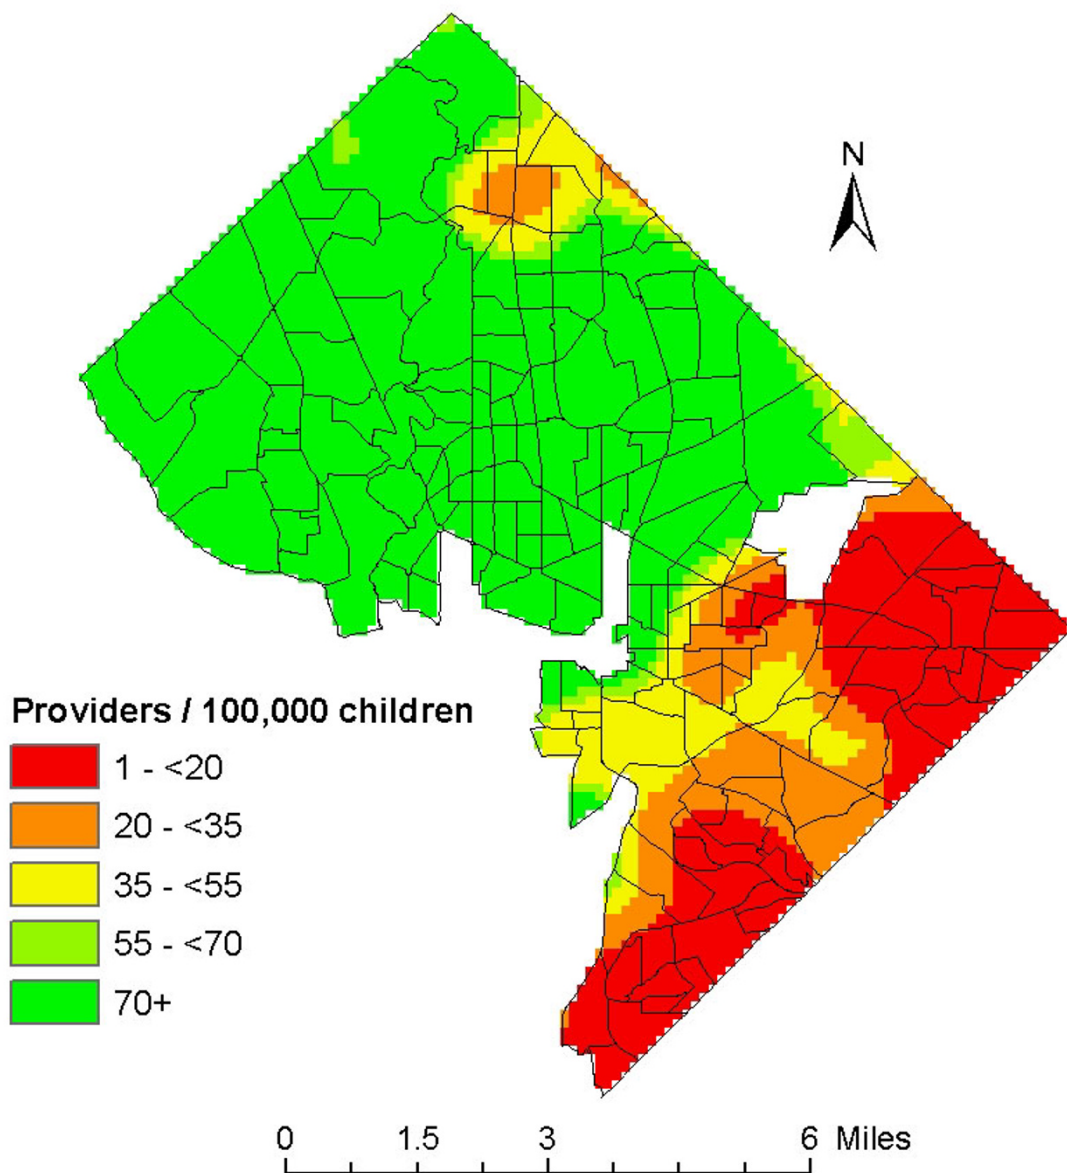 N
Providers / 100,000 children
1 - <20
20 - <35
35 - <55
55 - <70
70+
0 1.5 3 6 Miles